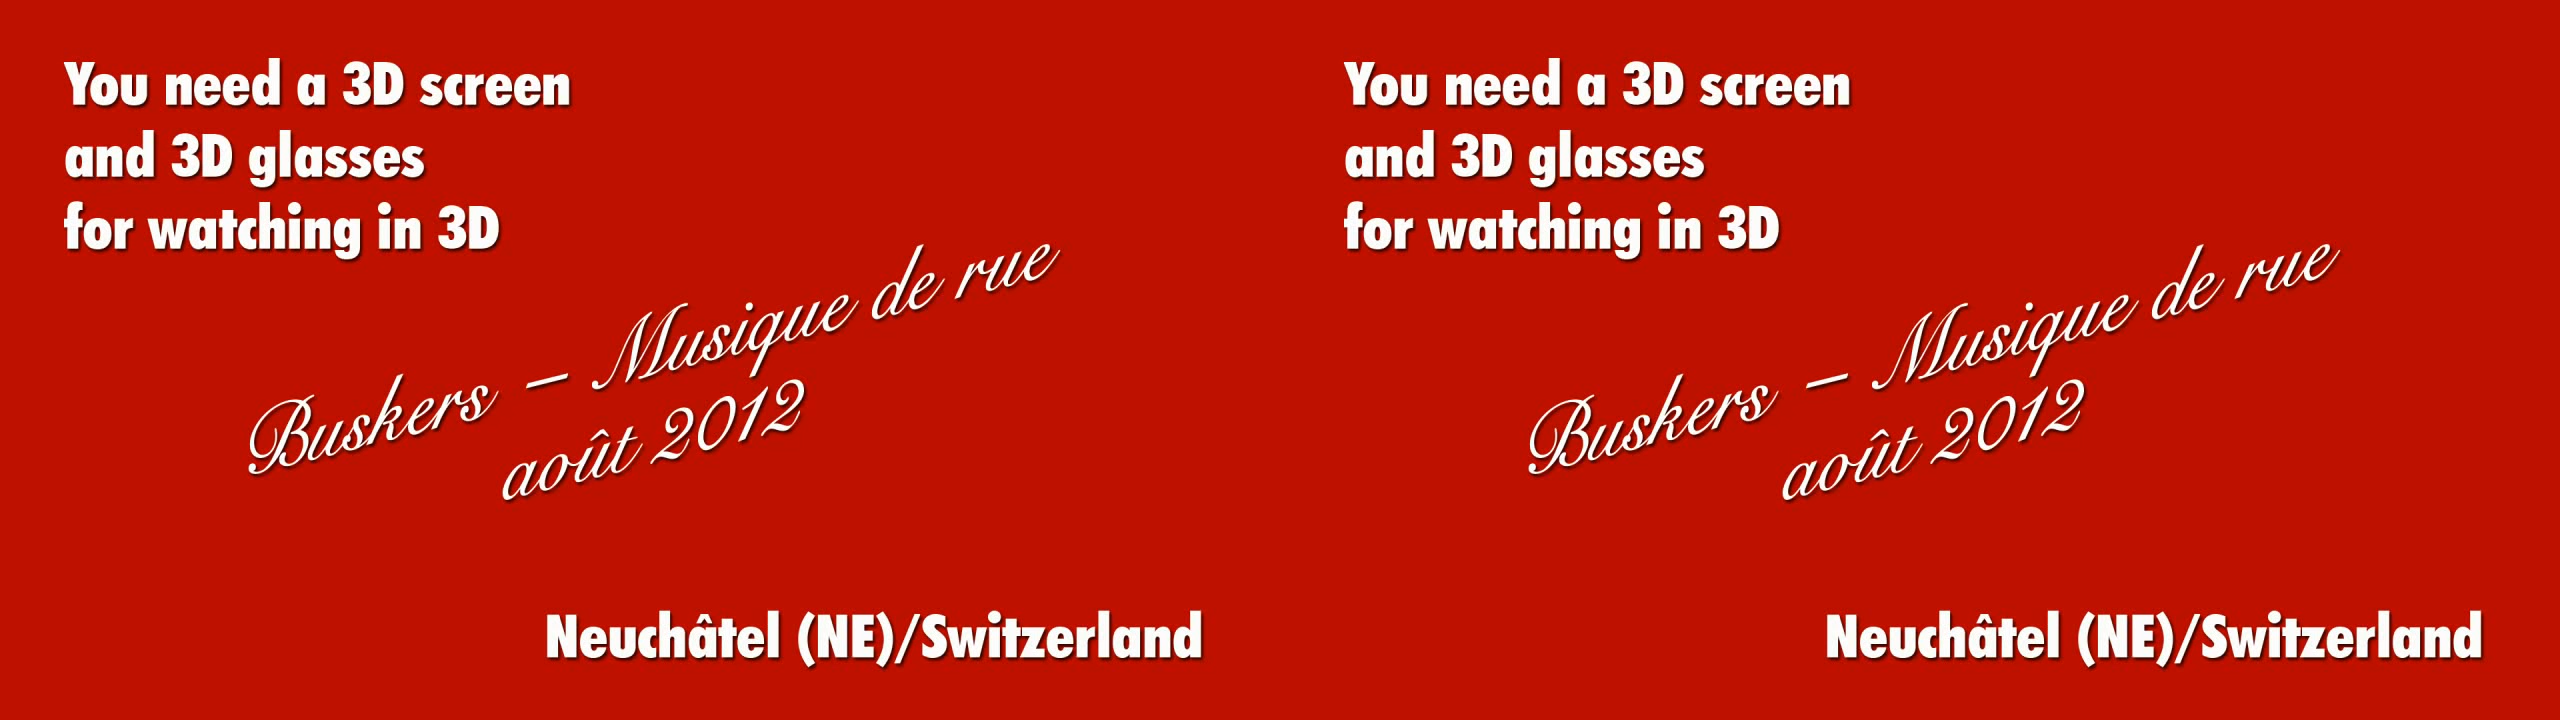 You need a 3D screen
and 3D glasses
for watching in 3D
Buskers – Musique de rue
août 2012
Neuchâtel (NE)/Switzerland
You need a 3D screen
and 3D glasses
for watching in 3D
Buskers – Musique de rue
août 2012
Neuchâtel (NE)/Switzerland